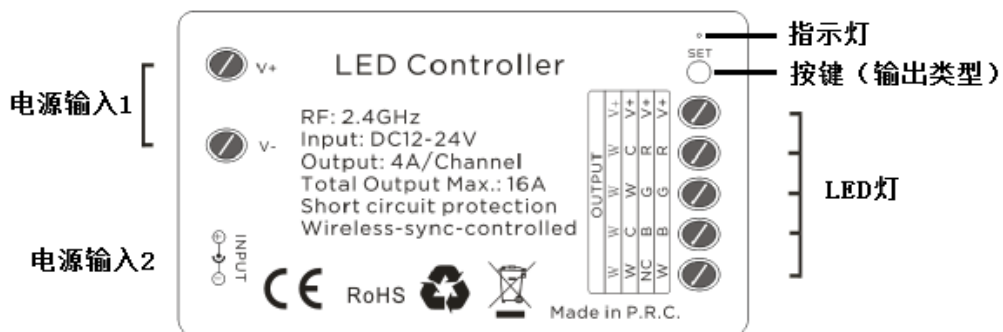 指示灯
SET
按键（输出类型）
电源输入1
V+
V-
LED Controller
RF: 2.4GHz
Input: DC12-24V
Output: 4A/Channel
Total Output Max.: 16A
Short circuit protection
Wireless-sync-controlled
OUTPUT
V+ V+ V+ V+
W C R R
W W G G
W C B B
W W NC W
LED灯
电源输入2
INPUT
CE RoHS
Made in P.R.C.